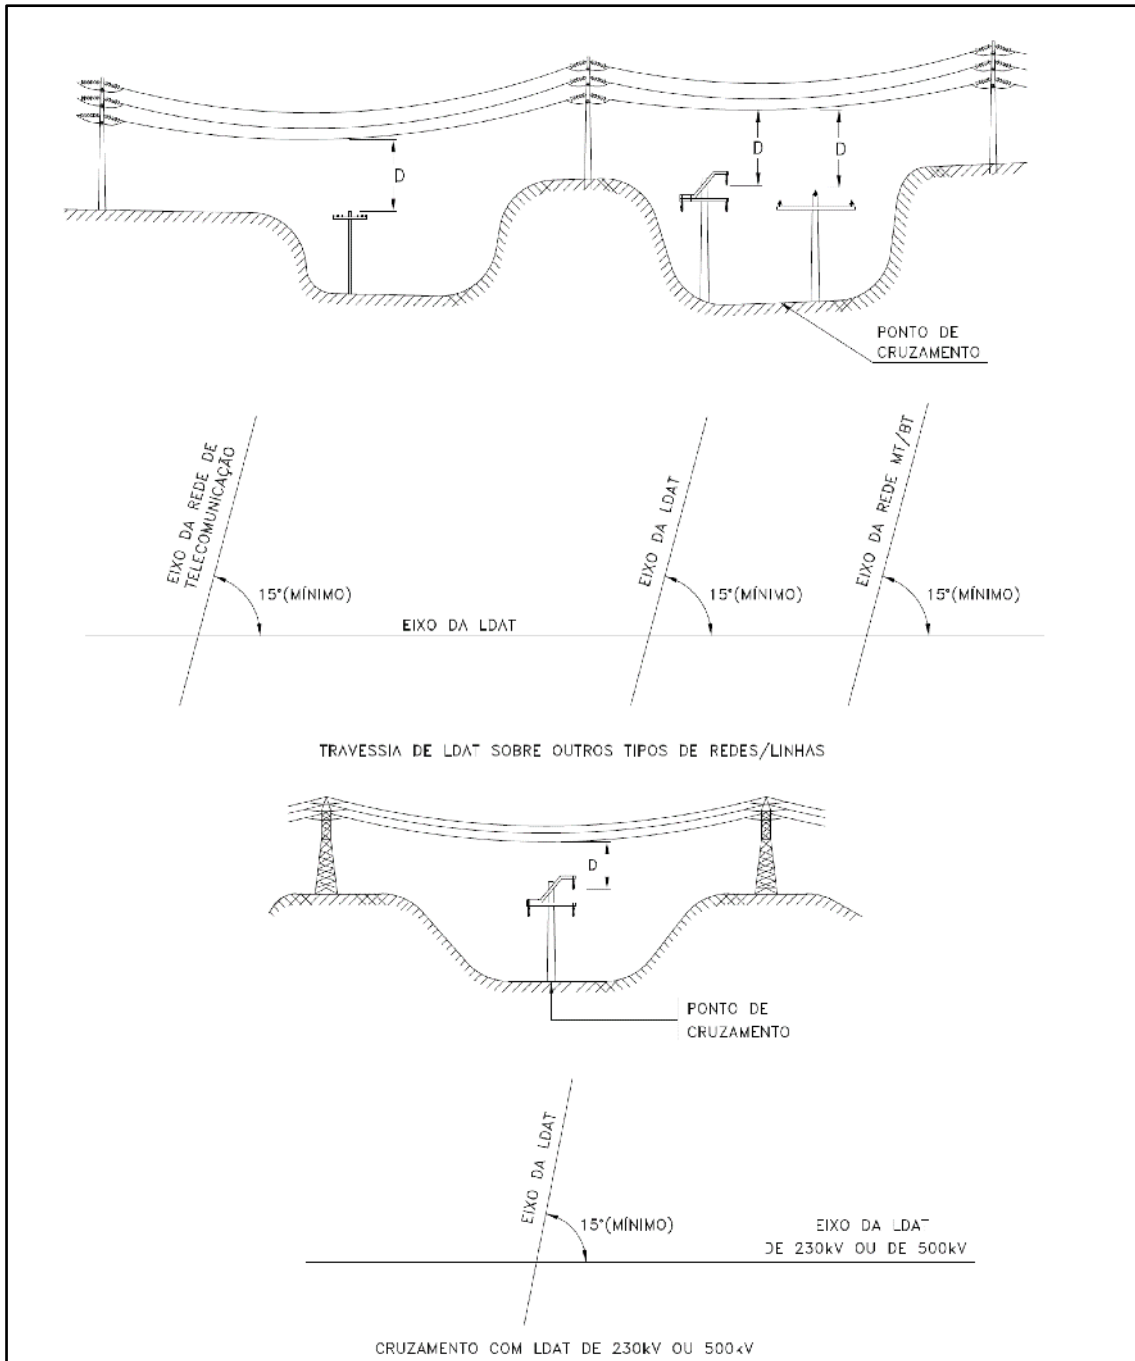 D
D
D
PONTO DE
CRUZAMENTO
EIXO DA REDE DE
TELECOMUNICAÇÃO
15°(MÍNIMO)
EIXO DA LDAT
EIXO DA LDAT
15°(MÍNIMO)
EIXO DA REDE MT/BT
15°(MÍNIMO)
TRAVESSIA DE LDAT SOBRE OUTROS TIPOS DE REDES/LINHAS
D
PONTO DE
CRUZAMENTO
EIXO DA LDAT
15°(MÍNIMO)
EIXO DA LDAT
DE 230kV OU DE 500kV
CRUZAMENTO COM LDAT DE 230kV OU 500kV